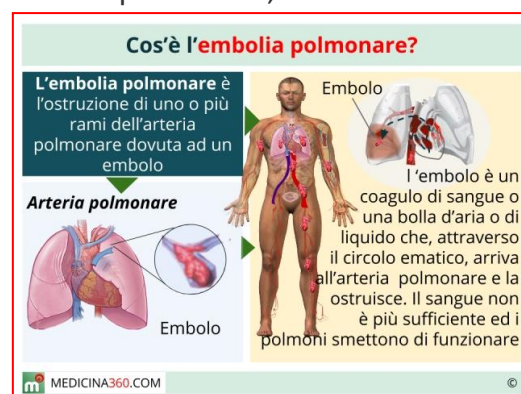 Cos'è l'embolia polmonare?
L'embolia polmonare è
l'ostruzione di uno o più
rami dell'arteria
polmonare dovuta ad un
embolo
Arteria polmonare
Embolo
Embolo
l 'embolo è un
coagulo di sangue o
una bolla d'aria o di
liquido che, attraverso
il circolo ematico, arriva
all'arteria polmonare e la
ostruisce. Il sangue non
è più sufficiente ed i
polmoni smettono di funzionare
MEDICINA360.COM
©